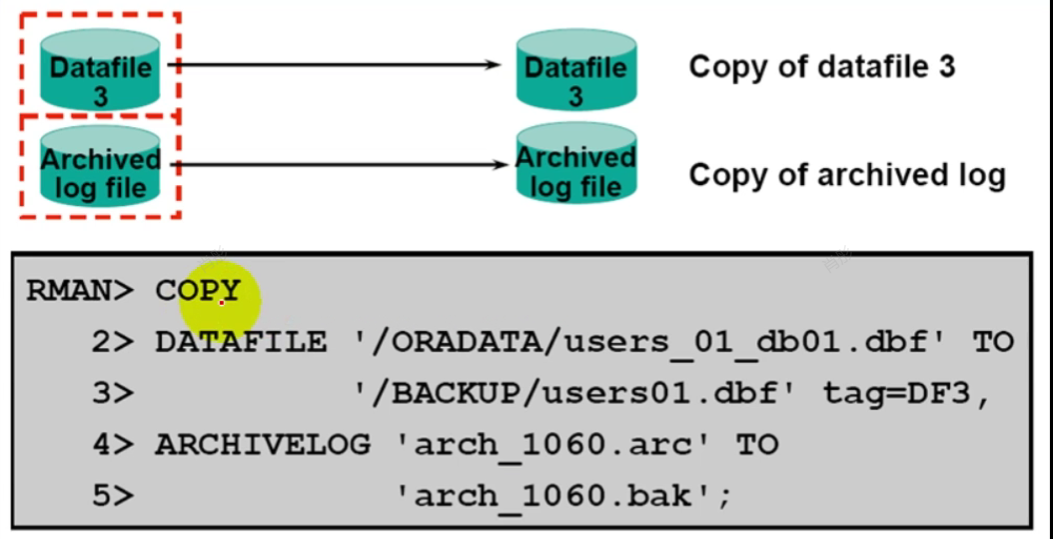 Datafile
3
Datafile
3
Copy of datafile 3
Archived
log file
Archived
log file
Copy of archived log
RMAN> COPY
2> DATAFILE '/ORADATA/users_01_db01.dbf' TO
3> '/BACKUP/users01.dbf' tag=DF3,
4> ARCHIVELOG 'arch_1060.arc' TO
5> 'arch_1060.bak';